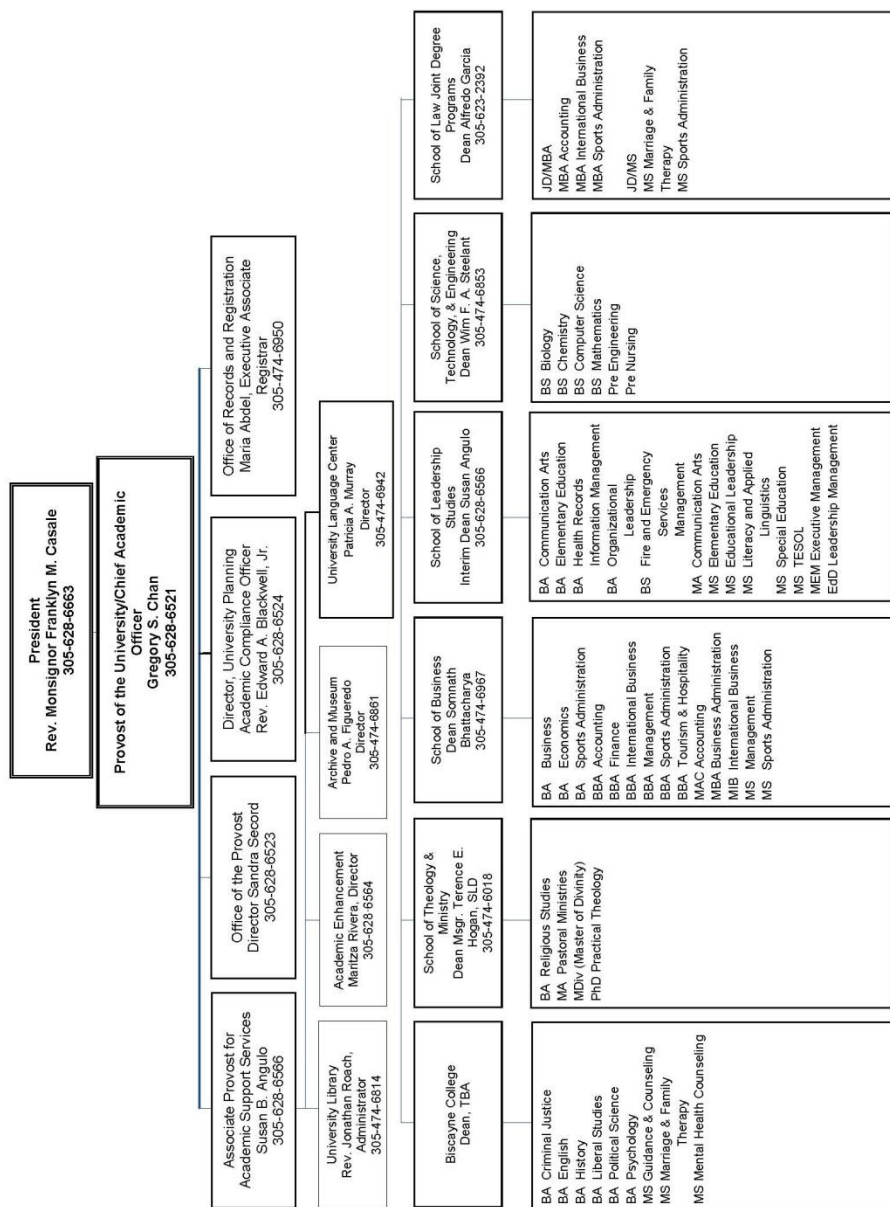 President
Rev. Monsignor Franklyn M. Casale
305-628-6663
Provost of the University/Chief Academic
Officer
Gregory S. Chan
305-628-6521
Associate Provost for
Academic Support Services
Susan B. Angulo
305-628-6566
Office of the Provost
Director Sandra Secord
305-628-6523
Director, University Planning
Academic Compliance Officer
Rev. Edward A. Blackwell, Jr.
305-628-6524
Office of Records and Registration
Maria Abdel, Executive Associate
Registrar
305-474-6950
University Library
Rev. Jonathan Roach,
Administrator
305-474-6814
Academic Enhancement
Maritza Rivera, Director
305-628-6564
Archive and Museum
Pedro A. Figueredo
Director
305-474-6861
University Language Center
Patricia A. Murray
Director
305-474-6942
Biscayne College
Dean, TBA
School of Theology &
Ministry
Dean Msgr. Terence E.
Hogan, SLD
305-474-6018
School of Business
Dean Somnath
Bhattacharya
305-474-6967
School of Leadership
Studies
Interim Dean Susan Angulo
305-628-6566
School of Science,
Technology, & Engineering
Dean Wim F. A. Steelant
305-474-6853
School of Law Joint Degree
Programs
Dean Alfredo Garcia
305-623-2392
BA Criminal Justice
BA English
BA History
BA Liberal Studies
BA Political Science
BA Psychology
MS Guidance & Counseling
MS Marriage & Family
Therapy
MS Mental Health Counseling
BA Religious Studies
MA Pastoral Ministries
MDiv (Master of Divinity)
PhD Practical Theology
BA Business
BA Economics
BA Sports Administration
BBA Accounting
BBA Finance
BBA International Business
BBA Management
BBA Sports Administration
BBA Tourism & Hospitality
MAC Accounting
MBA Business Administration
MIB International Business
MS Management
MS Sports Administration
BA Communication Arts
BA Elementary Education
BA Health Records
Information Management
BA Organizational
Leadership
BS Fire and Emergency
Services
Management
MA Communication Arts
MS Elementary Education
MS Educational Leadership
MS Literacy and Applied
Linguistics
MS Special Education
MS TESOL
MEM Executive Management
EdD Leadership Management
BS Biology
BS Chemistry
BS Computer Science
BS Mathematics
Pre Engineering
Pre Nursing
JD/MBA
MBA Accounting
MBA International Business
MBA Sports Administration
JD/MS
MS Marriage & Family
Therapy
MS Sports Administration